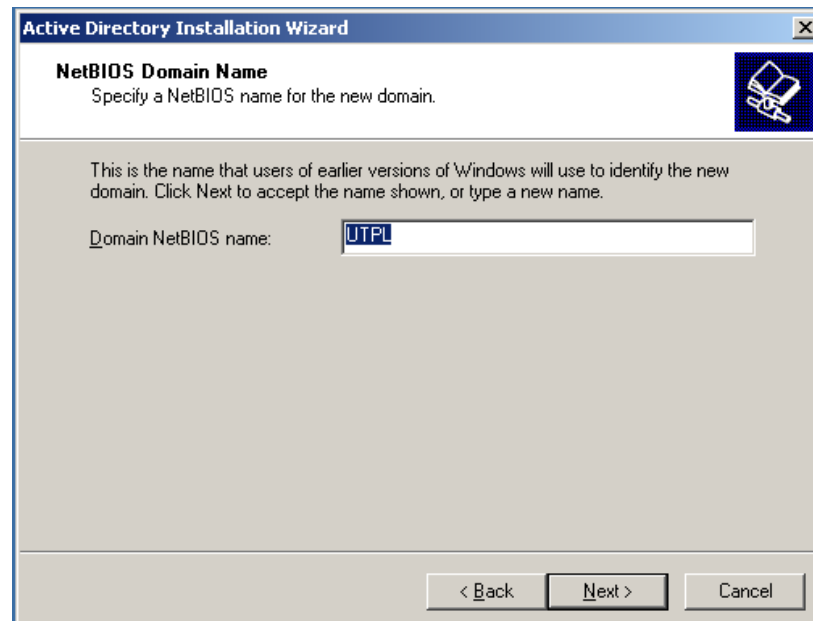 Active Directory Installation Wizard
NetBIOS Domain Name
Specify a NetBIOS name for the new domain.
This is the name that users of earlier versions of Windows will use to identify the new
domain. Click Next to accept the name shown, or type a new name.
Domain NetBIOS name: UTPL
< Back Next > Cancel